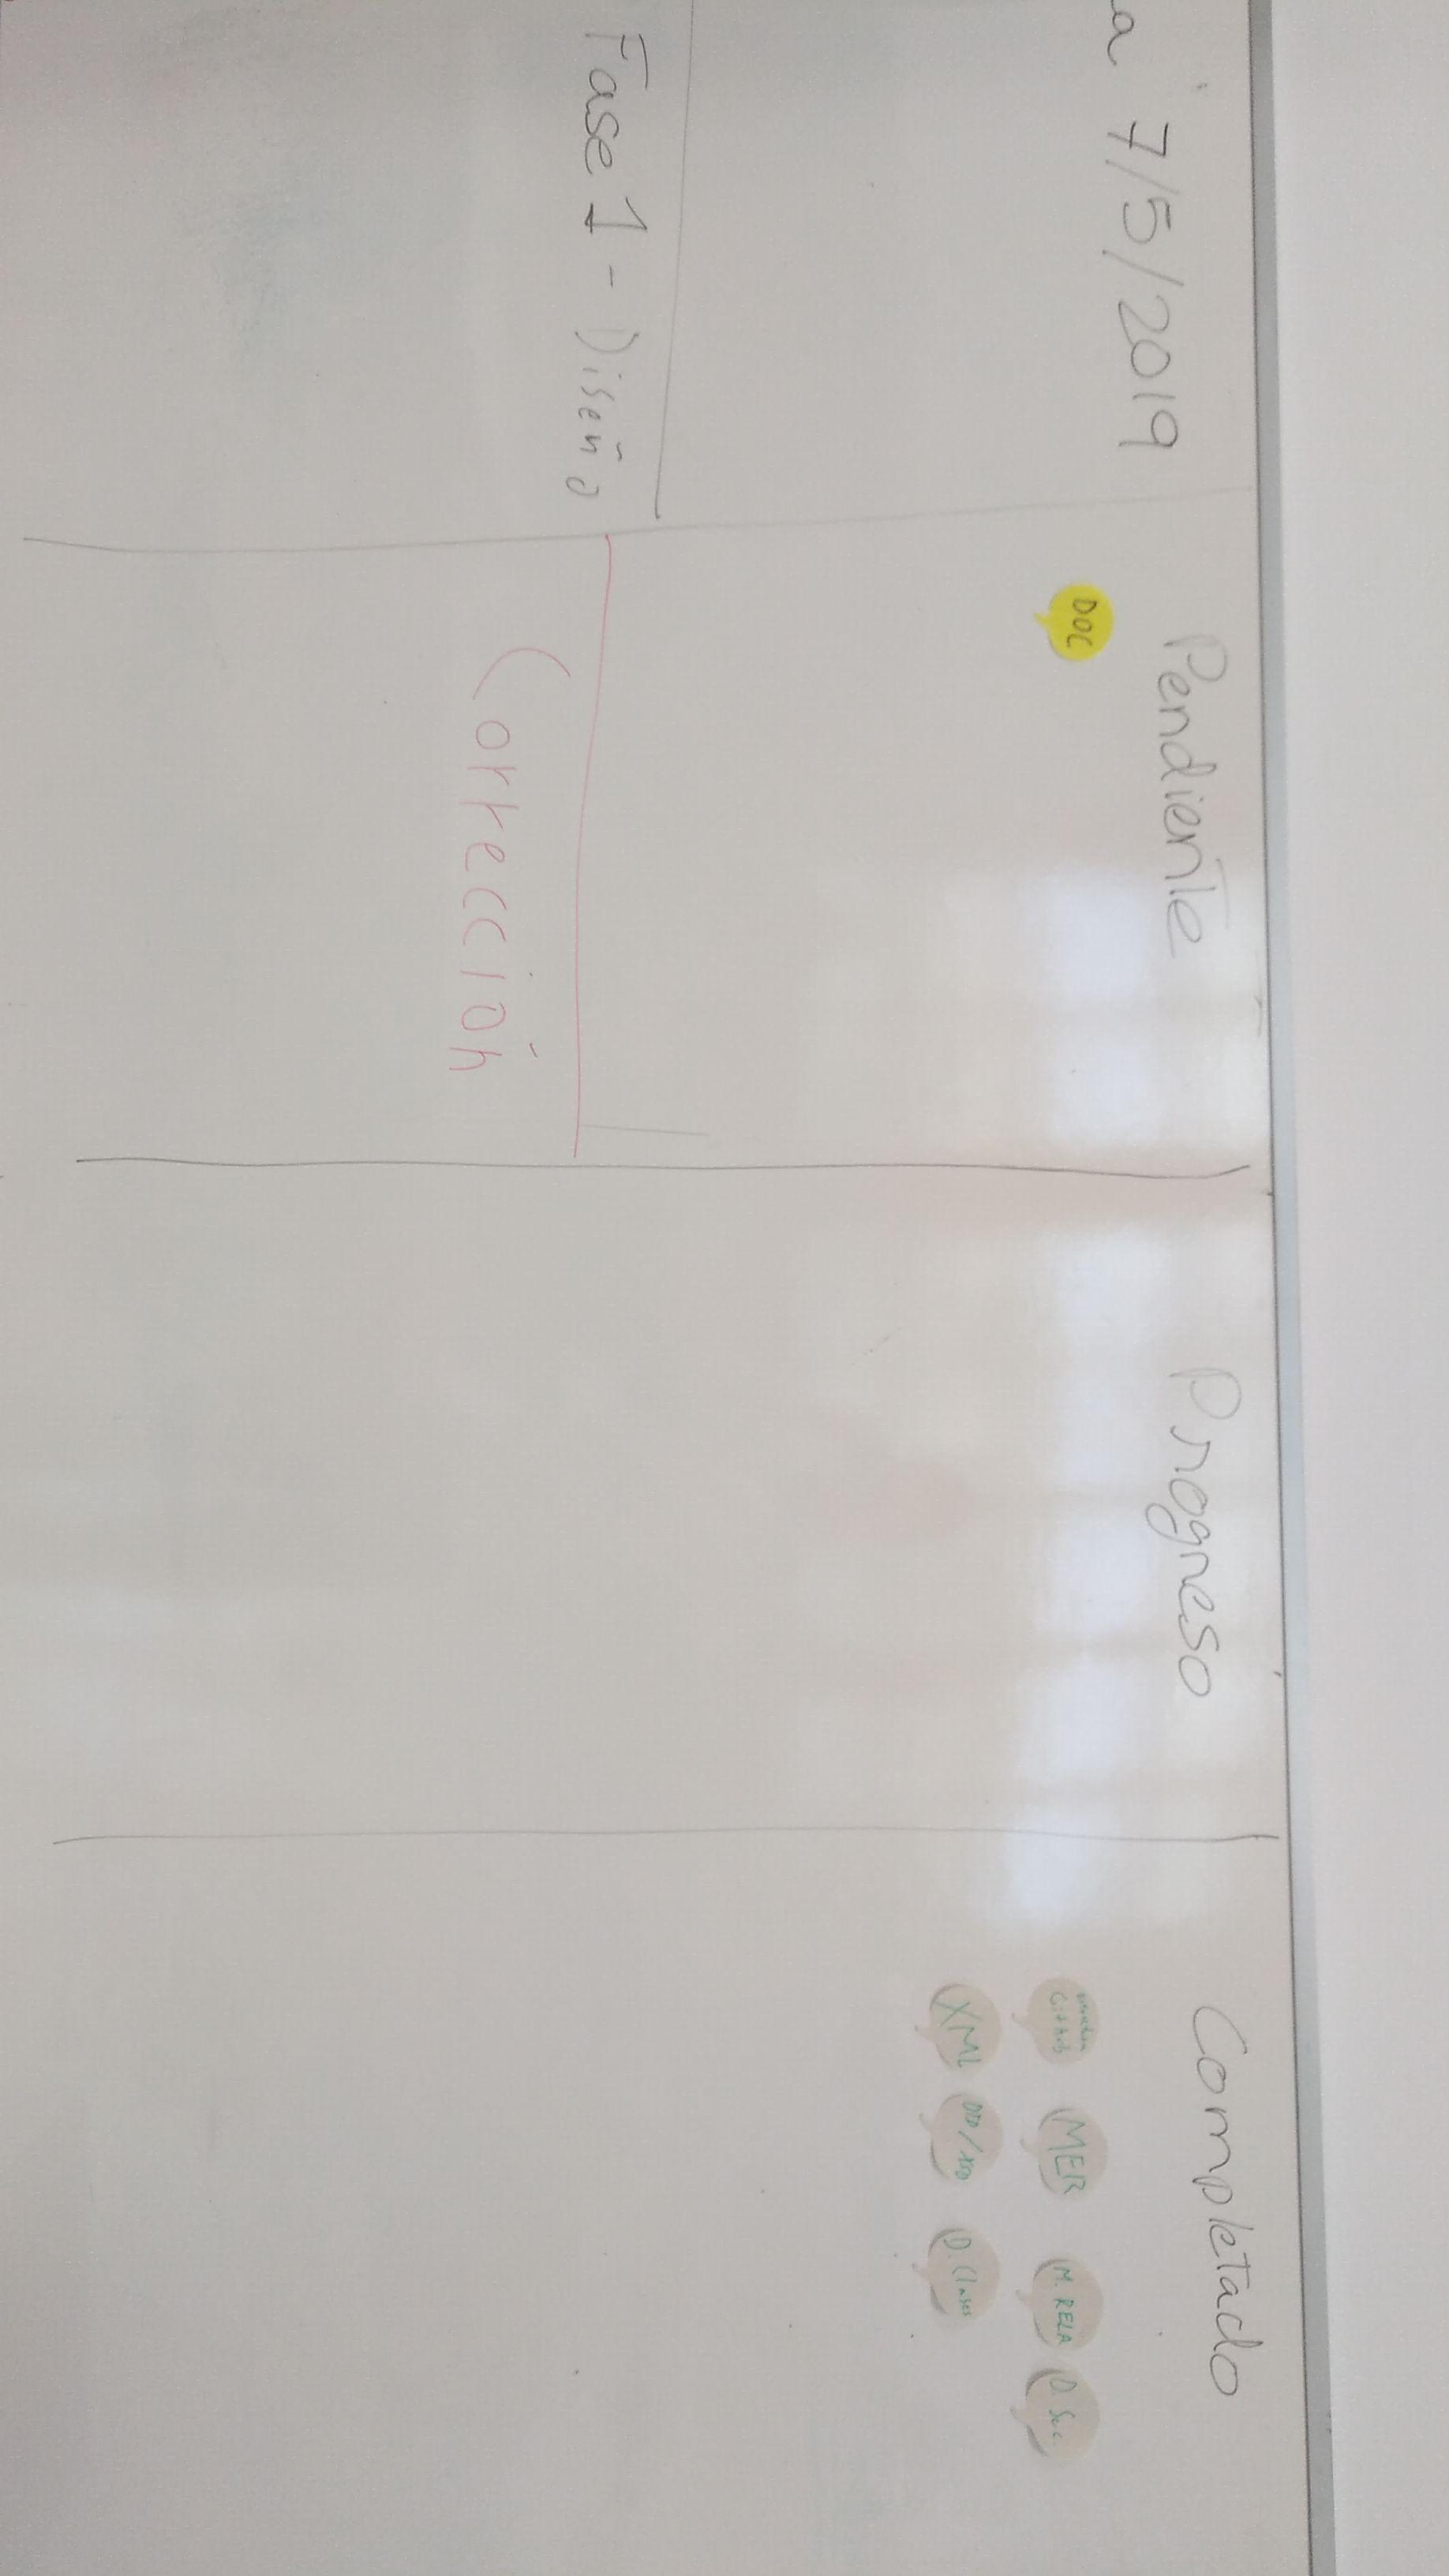 a 7/5/2019
Pendiente
Progreso
Completado
DOC
Github
MER
M. RELA
D. Sec.
XML
DTD/XSD
D. Clases
Fase 1 - Diseño
Corrección